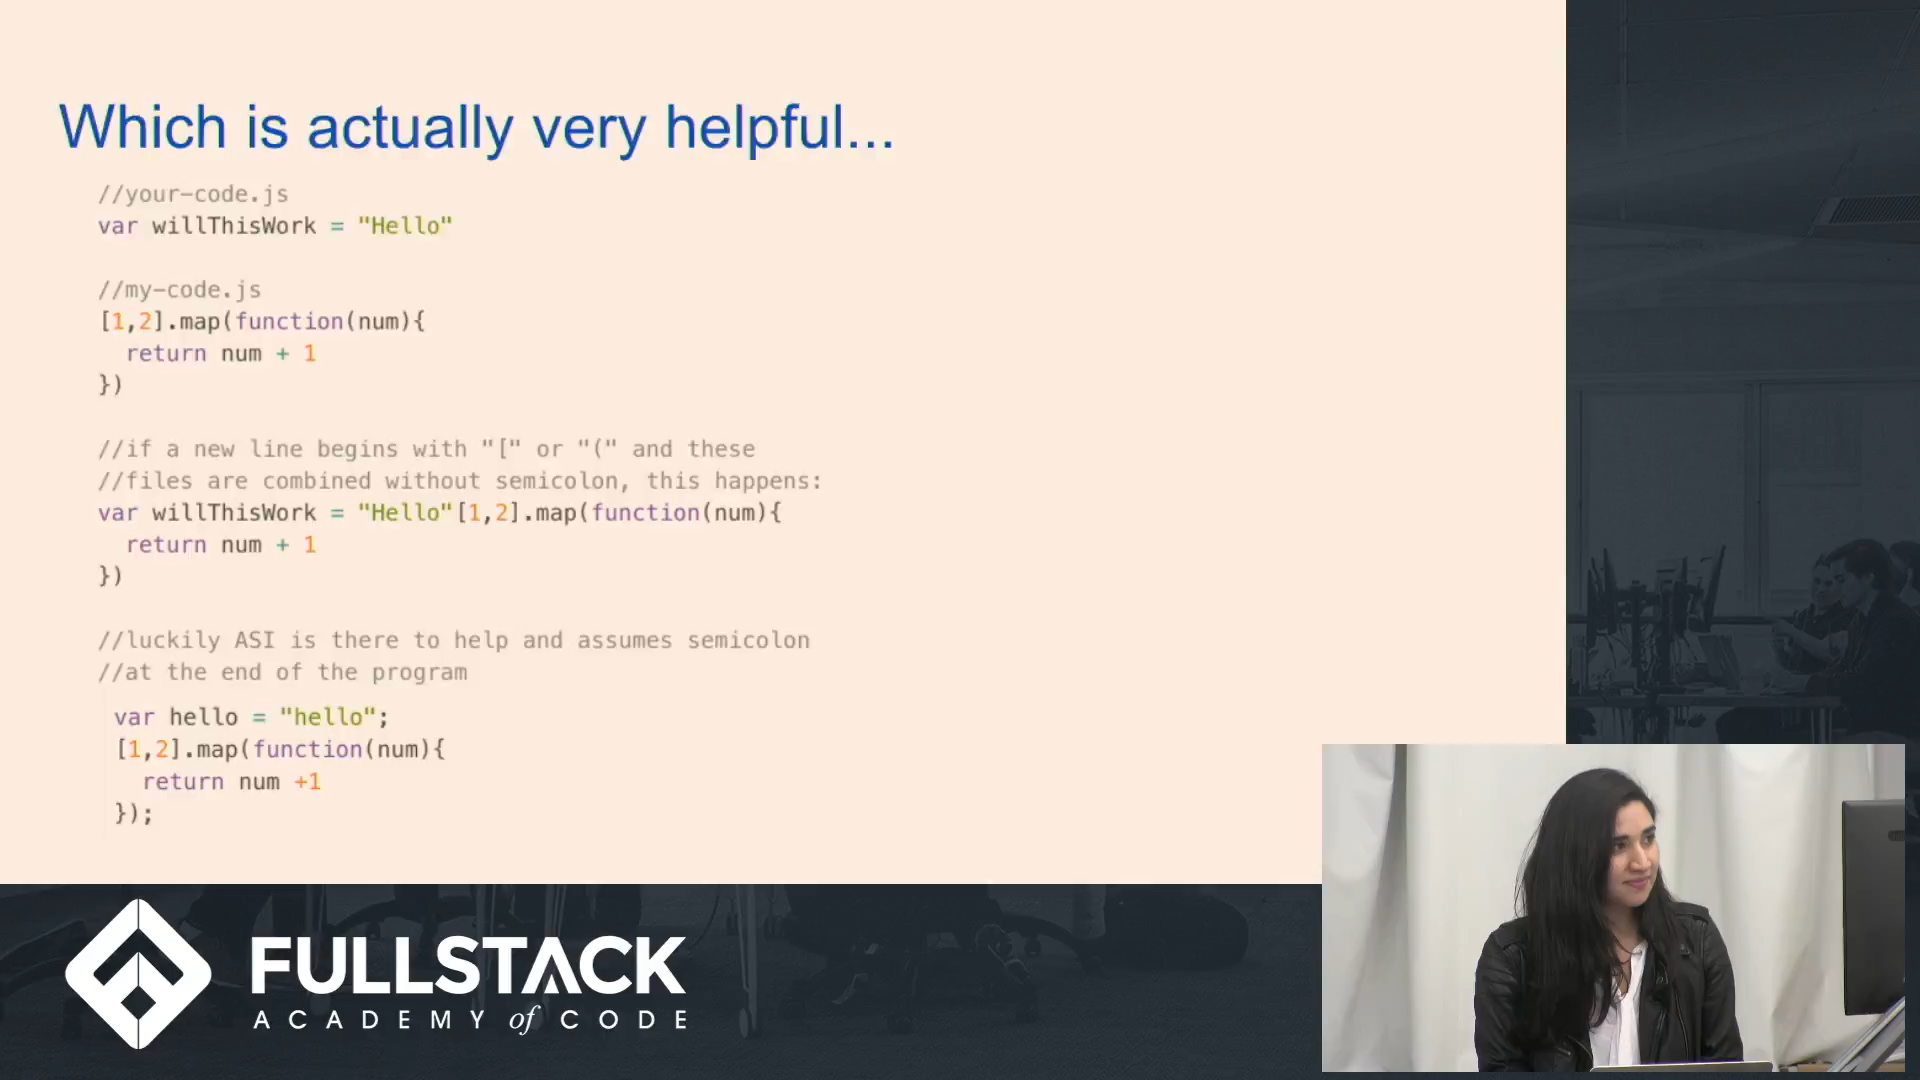 Which is actually very helpful...
//your-code.js
var willThisWork = "Hello"
//my-code.js
[1,2].map(function(num){
  return num + 1
})
//if a new line begins with "[" or "(" and these
//files are combined without semicolon, this happens:
var willThisWork = "Hello"[1,2].map(function(num){
  return num + 1
})
//luckily ASI is there to help and assumes semicolon
//at the end of the program
var hello = "hello";
[1,2].map(function(num){
  return num +1
});
FULLSTACK
ACADEMY of CODE